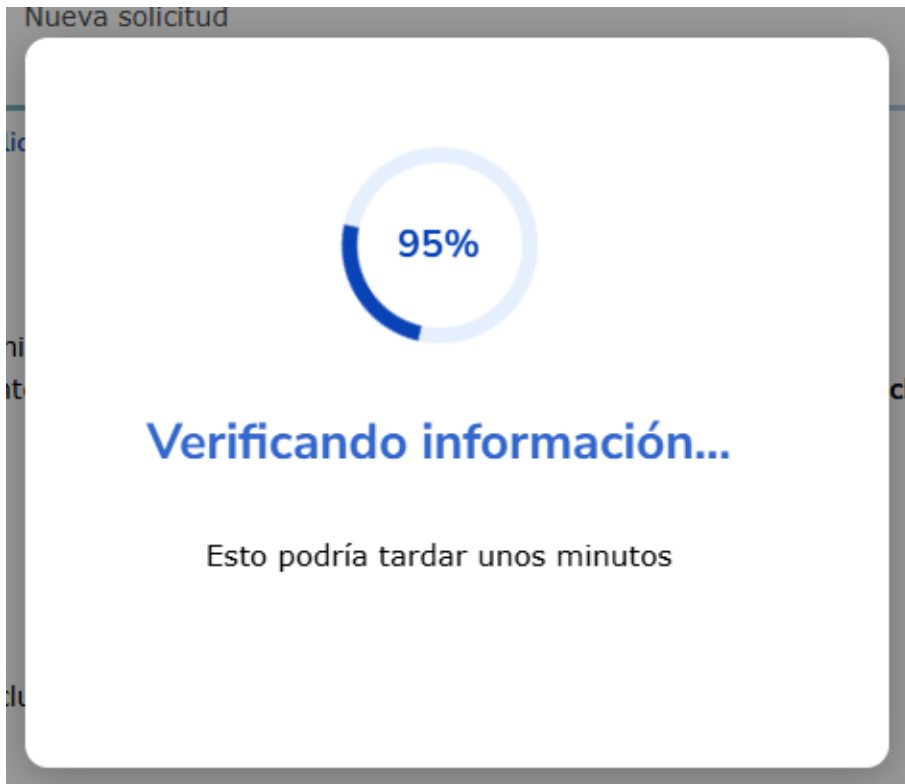 Nueva solicitud
95%
Verificando información...
Esto podría tardar unos minutos